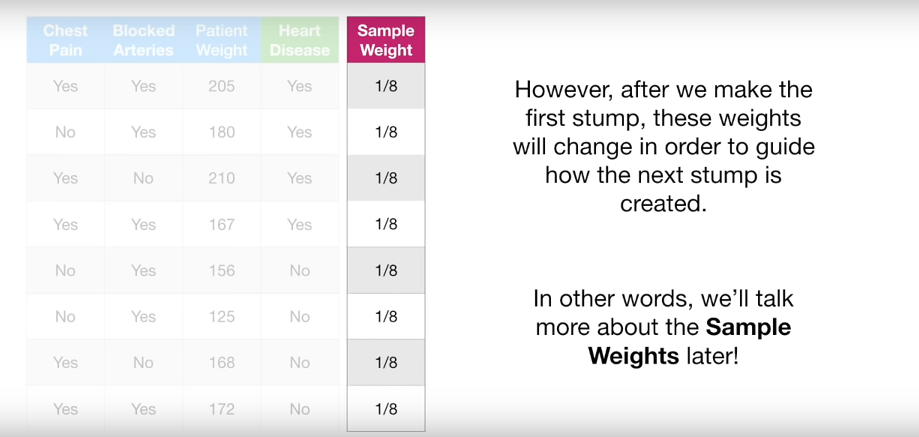 Chest Pain Blocked Arteries Patient Weight Heart Disease Sample Weight
Yes Yes 205 Yes 1/8
No Yes 180 Yes 1/8
Yes No 210 Yes 1/8
Yes Yes 167 Yes 1/8
No Yes 156 No 1/8
No Yes 125 No 1/8
Yes No 168 No 1/8
Yes Yes 172 No 1/8
However, after we make the
first stump, these weights
will change in order to guide
how the next stump is
created.
In other words, we’ll talk
more about the Sample
Weights later!